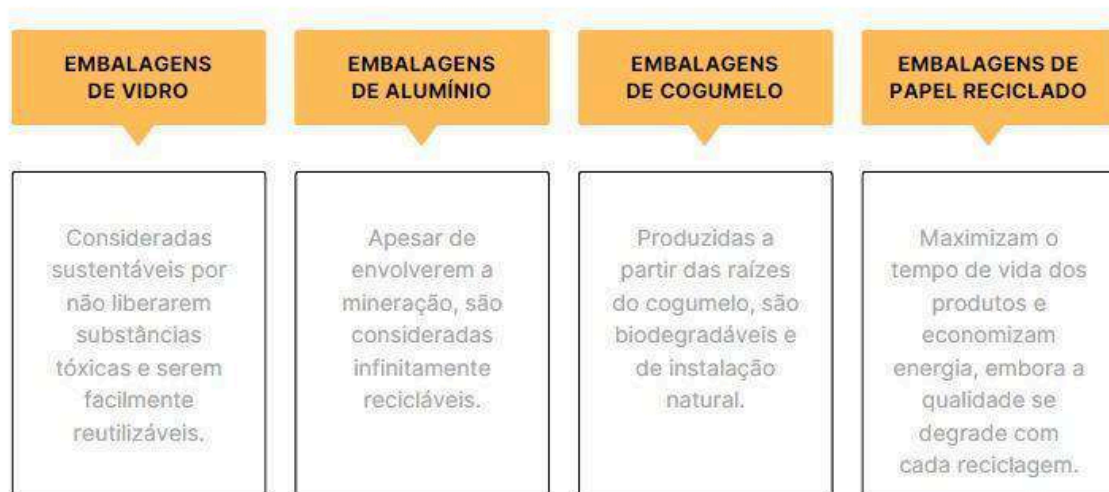 EMBALAGENS
DE VIDRO
Consideradas
sustentáveis por
não liberarem
substâncias
tóxicas e serem
facilmente
reutilizáveis.
EMBALAGENS
DE ALUMÍNIO
Apesar de
envolverem a
mineração, são
consideradas
infinitamente
recicláveis.
EMBALAGENS
DE COGUMELO
Produzidas a
partir das raízes
do cogumelo, são
biodegradáveis e
de instalação
natural.
EMBALAGENS DE
PAPEL RECICLADO
Maximizam o
tempo de vida dos
produtos e
economizam
energia, embora a
qualidade se
degrade com
cada reciclagem.